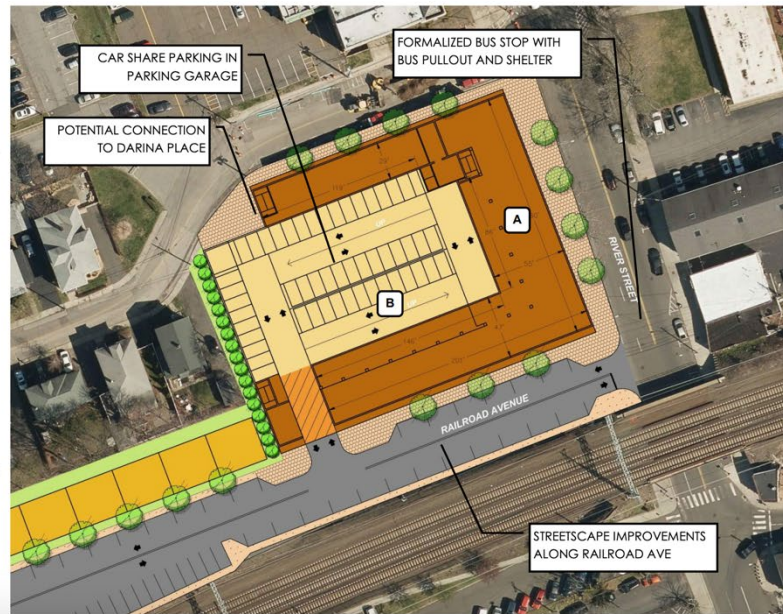 CAR SHARE PARKING IN
PARKING GARAGE
FORMALIZED BUS STOP WITH
BUS PULLOUT AND SHELTER
POTENTIAL CONNECTION
TO DARINA PLACE
A
B
UP
RIVER STREET
RAILROAD AVENUE
STREETSCAPE IMPROVEMENTS
ALONG RAILROAD AVE